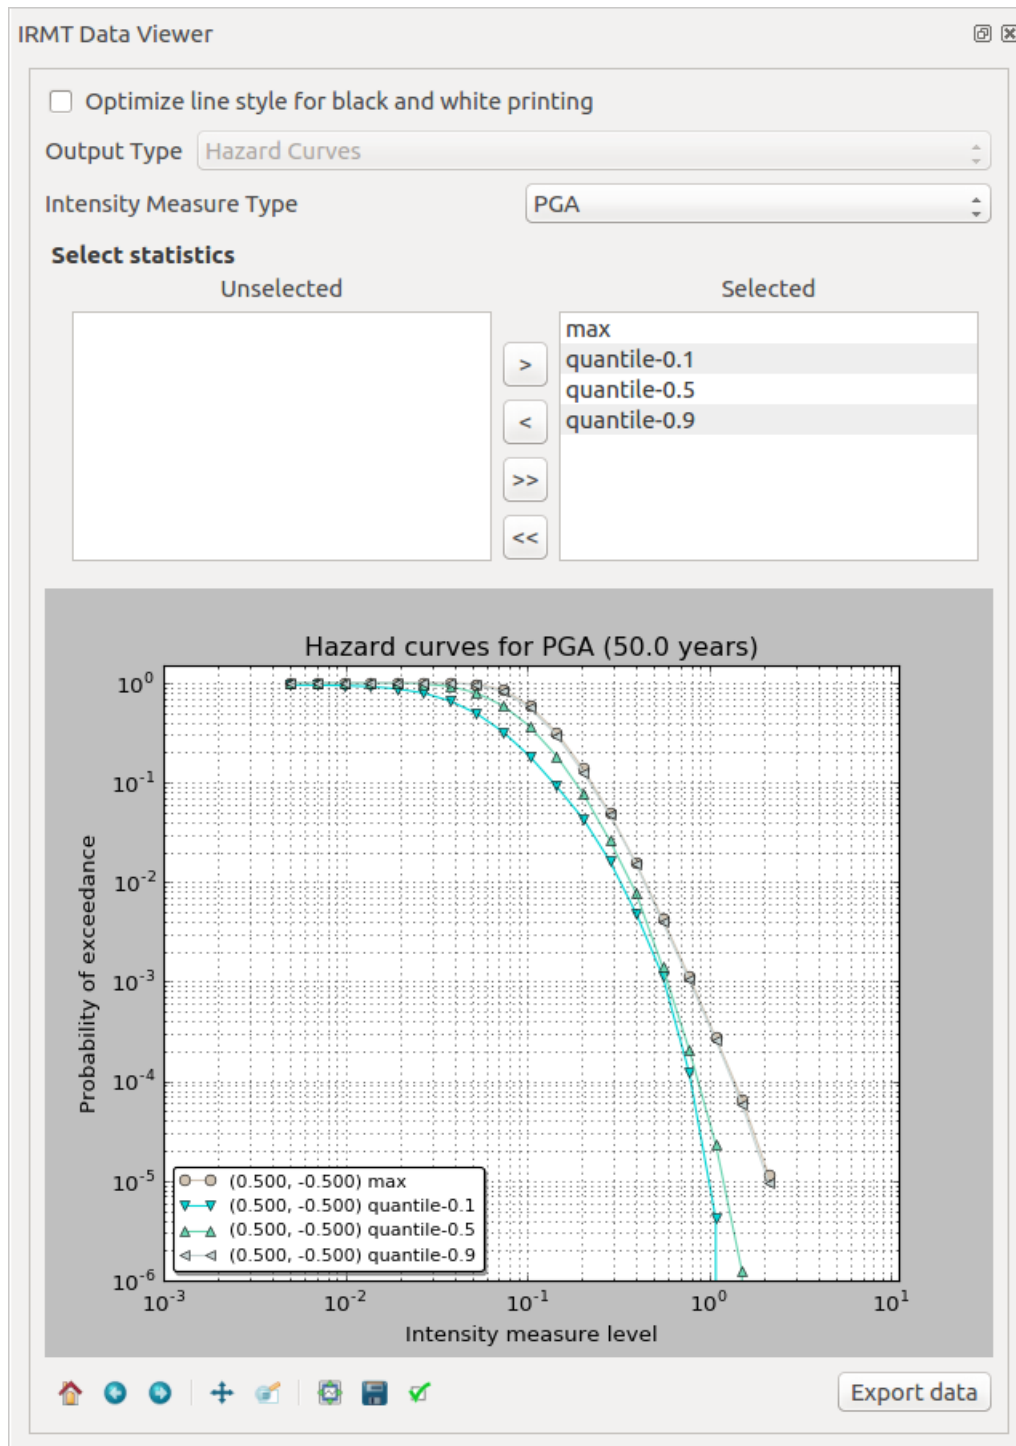 IRMT Data Viewer
Optimize line style for black and white printing
Output Type Hazard Curves
Intensity Measure Type PGA
Select statistics
Unselected Selected
max
quantile-0.1
quantile-0.5
quantile-0.9
>
<
>>
<<
Hazard curves for PGA (50.0 years)
Probability of exceedance
10^0
10^-1
10^-2
10^-3
10^-4
10^-5
10^-6
(0.500, -0.500) max
(0.500, -0.500) quantile-0.1
(0.500, -0.500) quantile-0.5
(0.500, -0.500) quantile-0.9
10^-3 10^-2 10^-1 10^0 10^1
Intensity measure level
Export data